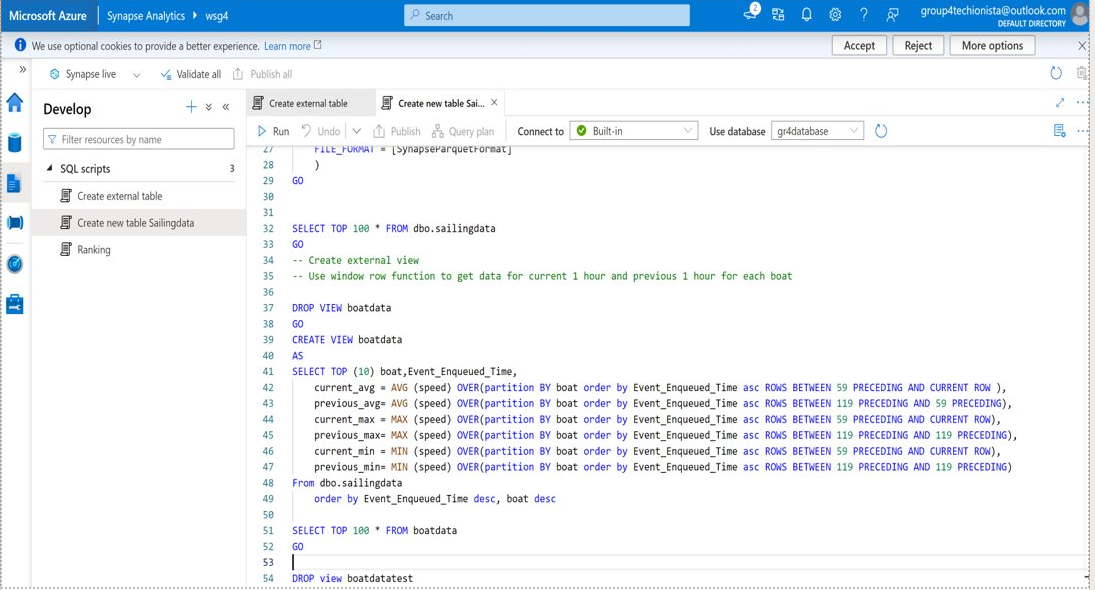 Microsoft Azure Synapse Analytics wsg4 Search 2 group4techionista@outlook.com
DEFAULT DIRECTORY
We use optional cookies to provide a better experience. Learn more Accept Reject More options
Synapse live Validate all Publish all
Develop
Filter resources by name
SQL scripts 3
Create external table
Create new table Sailingdata
Ranking
Create external table Create new table Sai...
Run Undo Publish Query plan Connect to Built-in Use database gr4database
27 FILE_FORMAT = [SynapseParquetFormat]
28 )
29 GO
30
31
32 SELECT TOP 100 * FROM dbo.sailingdata
33 GO
34 -- Create external view
35 -- Use window row function to get data for current 1 hour and previous 1 hour for each boat
36
37 DROP VIEW boatdata
38 GO
39 CREATE VIEW boatdata
40 AS
41 SELECT TOP (10) boat,Event_Enqueued_Time,
42 current_avg = AVG (speed) OVER(partition BY boat order by Event_Enqueued_Time asc ROWS BETWEEN 59 PRECEDING AND CURRENT ROW ),
43 previous_avg= AVG (speed) OVER(partition BY boat order by Event_Enqueued_Time asc ROWS BETWEEN 119 PRECEDING AND 59 PRECEDING),
44 current_max = MAX (speed) OVER(partition BY boat order by Event_Enqueued_Time asc ROWS BETWEEN 59 PRECEDING AND CURRENT ROW),
45 previous_max= MAX (speed) OVER(partition BY boat order by Event_Enqueued_Time asc ROWS BETWEEN 119 PRECEDING AND 119 PRECEDING),
46 current_min = MIN (speed) OVER(partition BY boat order by Event_Enqueued_Time asc ROWS BETWEEN 59 PRECEDING AND CURRENT ROW),
47 previous_min= MIN (speed) OVER(partition BY boat order by Event_Enqueued_Time asc ROWS BETWEEN 119 PRECEDING AND 119 PRECEDING)
48 From dbo.sailingdata
49 order by Event_Enqueued_Time desc, boat desc
50
51 SELECT TOP 100 * FROM boatdata
52 GO
53
54 DROP view boatdatatest